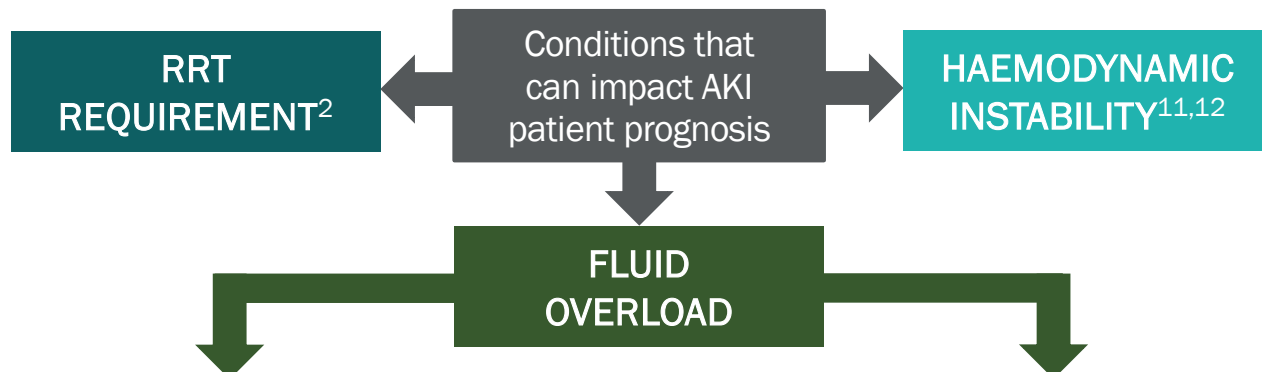 RRT
REQUIREMENT2
Conditions that
can impact AKI
patient prognosis
HAEMODYNAMIC
INSTABILITY11,12
FLUID
OVERLOAD